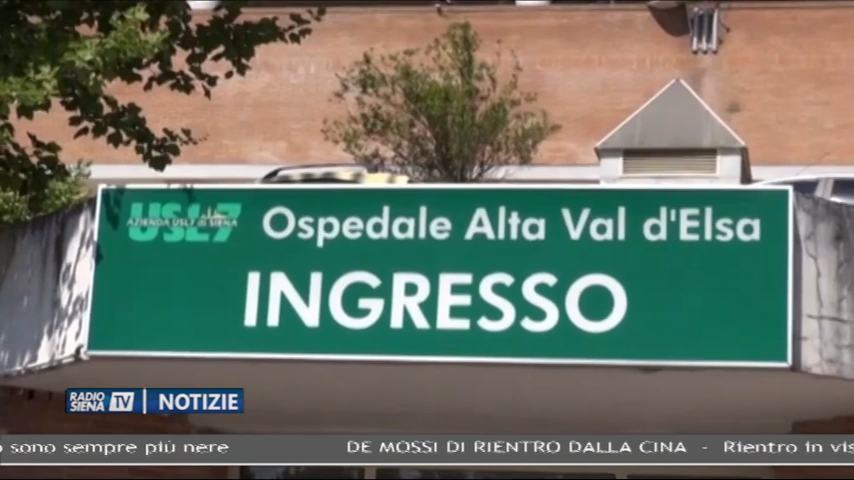 USL7
AZIENDA USL7 di SIENA
Ospedale Alta Val d'Elsa
INGRESSO
RADIO SIENA TV NOTIZIE
o sono sempre più nere DE MOSSI DI RIENTRO DALLA CINA - Rientro in vis